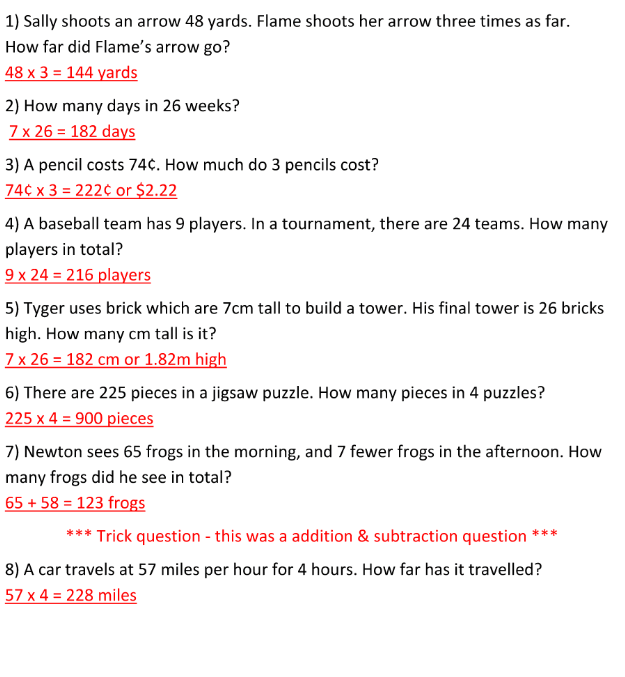 1) Sally shoots an arrow 48 yards. Flame shoots her arrow three times as far.
How far did Flame’s arrow go?
48 x 3 = 144 yards
2) How many days in 26 weeks?
7 x 26 = 182 days
3) A pencil costs 74¢. How much do 3 pencils cost?
74¢ x 3 = 222¢ or $2.22
4) A baseball team has 9 players. In a tournament, there are 24 teams. How many
players in total?
9 x 24 = 216 players
5) Tyger uses brick which are 7cm tall to build a tower. His final tower is 26 bricks
high. How many cm tall is it?
7 x 26 = 182 cm or 1.82m high
6) There are 225 pieces in a jigsaw puzzle. How many pieces in 4 puzzles?
225 x 4 = 900 pieces
7) Newton sees 65 frogs in the morning, and 7 fewer frogs in the afternoon. How
many frogs did he see in total?
65 + 58 = 123 frogs
*** Trick question - this was a addition & subtraction question ***
8) A car travels at 57 miles per hour for 4 hours. How far has it travelled?
57 x 4 = 228 miles